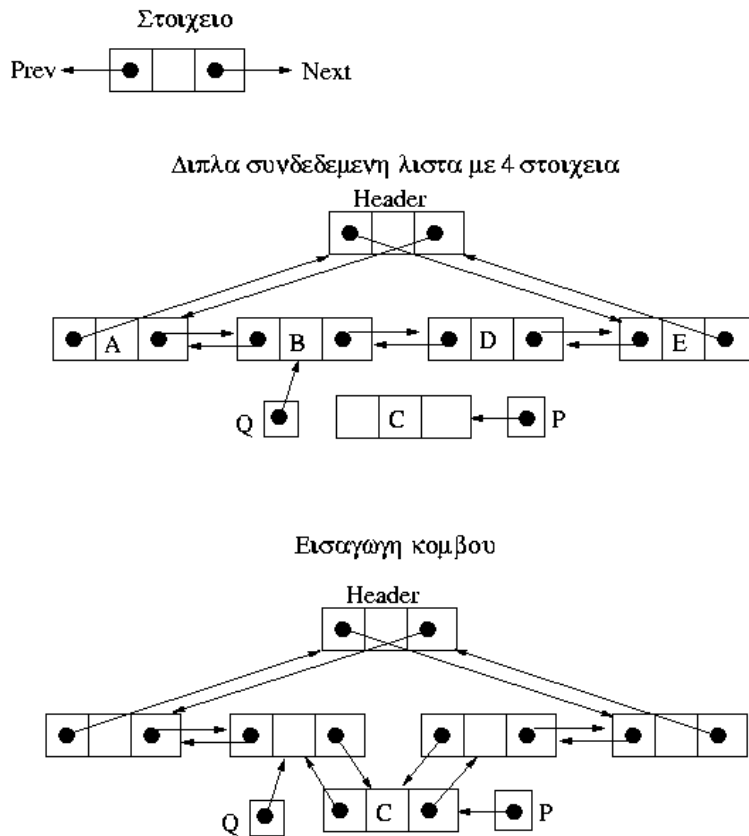 Στοιχειο
Prev Next
Διπλα συνδεδεμενη λιστα με 4 στοιχεια
Header
A B D E
Q C P
Εισαγωγη κομβου
Header
Q C P